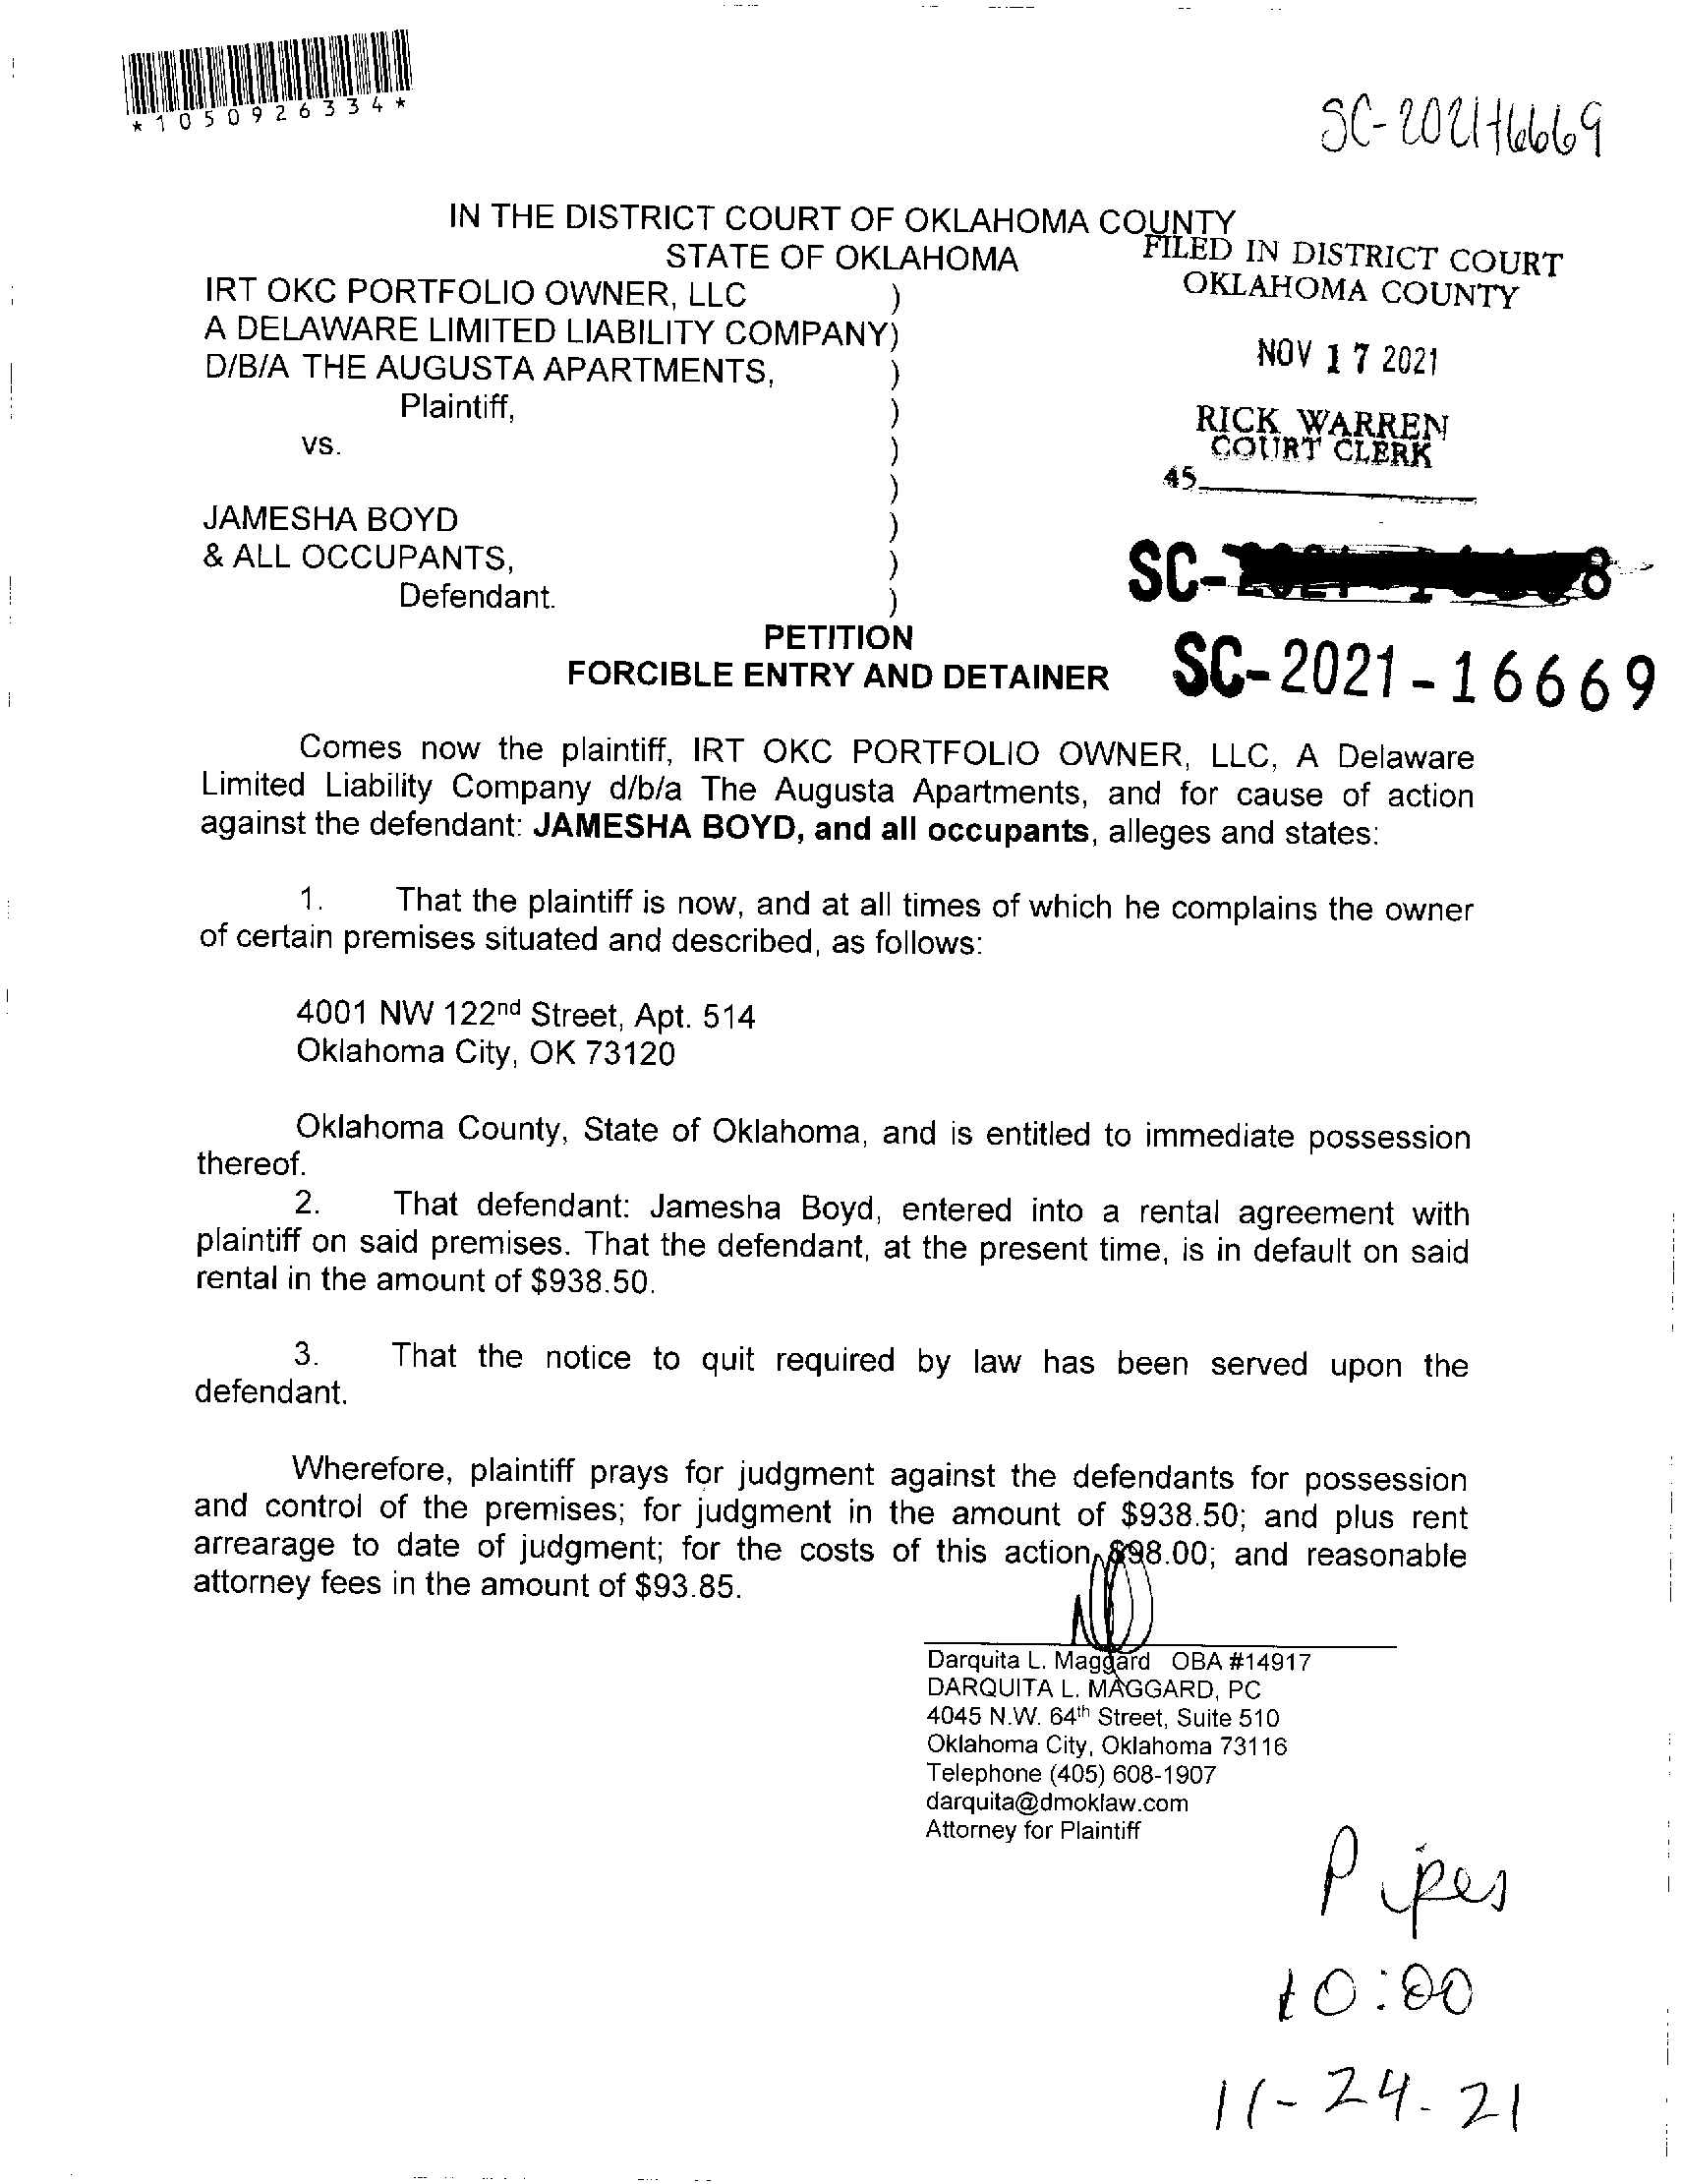 *1050926334*
SC-2021-16669
IN THE DISTRICT COURT OF OKLAHOMA COUNTY
STATE OF OKLAHOMA
FILED IN DISTRICT COURT
OKLAHOMA COUNTY
IRT OKC PORTFOLIO OWNER, LLC )
A DELAWARE LIMITED LIABILITY COMPANY)
D/B/A THE AUGUSTA APARTMENTS, )
NOV 17 2021
Plaintiff, )
RICK WARREN
COURT CLERK
vs. )
45
)
JAMESHA BOYD )
& ALL OCCUPANTS, )
SC-
8
Defendant. )
PETITION
FORCIBLE ENTRY AND DETAINER
SC-2021-16669
Comes now the plaintiff, IRT OKC PORTFOLIO OWNER, LLC, A Delaware
Limited Liability Company d/b/a The Augusta Apartments, and for cause of action
against the defendant: JAMESHA BOYD, and all occupants, alleges and states:
1. That the plaintiff is now, and at all times of which he complains the owner
of certain premises situated and described, as follows:
4001 NW 122nd Street, Apt. 514
Oklahoma City, OK 73120
Oklahoma County, State of Oklahoma, and is entitled to immediate possession
thereof.
2. That defendant: Jamesha Boyd, entered into a rental agreement with
plaintiff on said premises. That the defendant, at the present time, is in default on said
rental in the amount of $938.50.
3. That the notice to quit required by law has been served upon the
defendant.
Wherefore, plaintiff prays for judgment against the defendants for possession
and control of the premises; for judgment in the amount of $938.50; and plus rent
arrearage to date of judgment; for the costs of this action, $98.00; and reasonable
attorney fees in the amount of $93.85.
Darquita L. Maggard OBA #14917
DARQUITA L. MAGGARD, PC
4045 N.W. 64th Street, Suite 510
Oklahoma City, Oklahoma 73116
Telephone (405) 608-1907
darquita@dmoklaw.com
Attorney for Plaintiff
Pipes
10:00
11-24-21